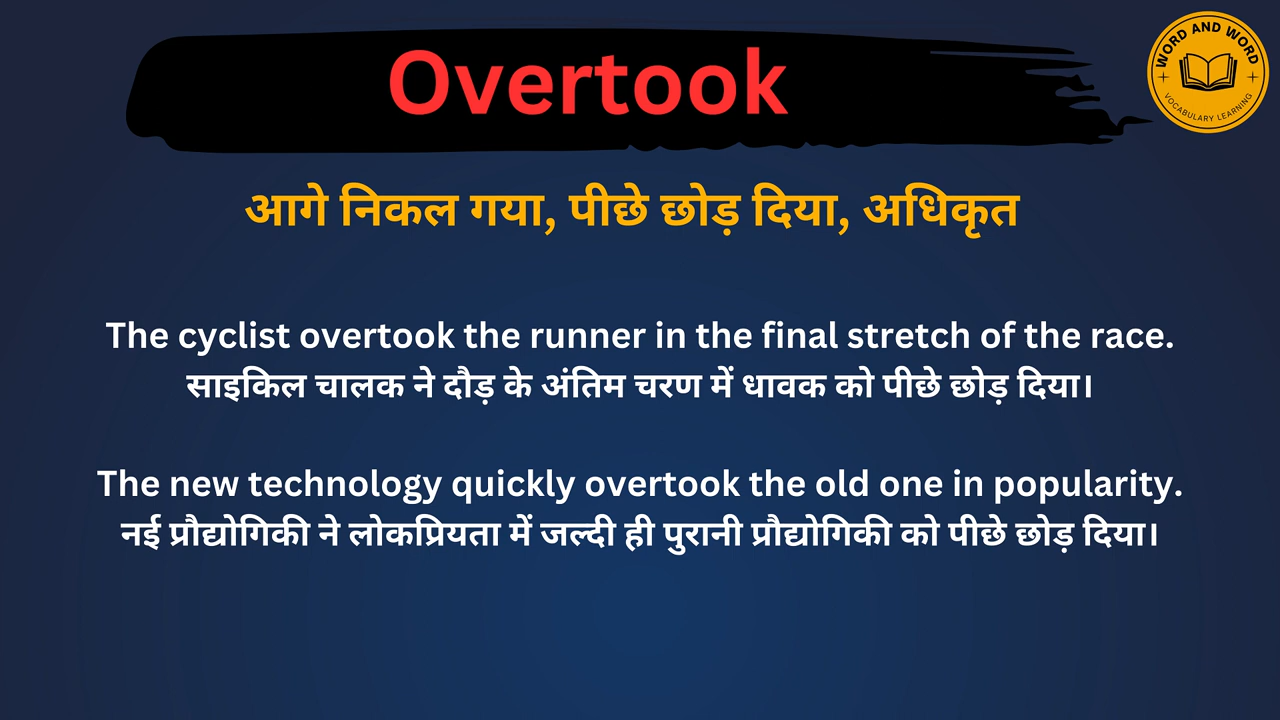 Overtook
WORD AND WORD
VOCABULARY LEARNING
आगे निकल गया, पीछे छोड़ दिया, अधिकृत
The cyclist overtook the runner in the final stretch of the race.
साइकिल चालक ने दौड़ के अंतिम चरण में धावक को पीछे छोड़ दिया।
The new technology quickly overtook the old one in popularity.
नई प्रौद्योगिकी ने लोकप्रियता में जल्दी ही पुरानी प्रौद्योगिकी को पीछे छोड़ दिया।